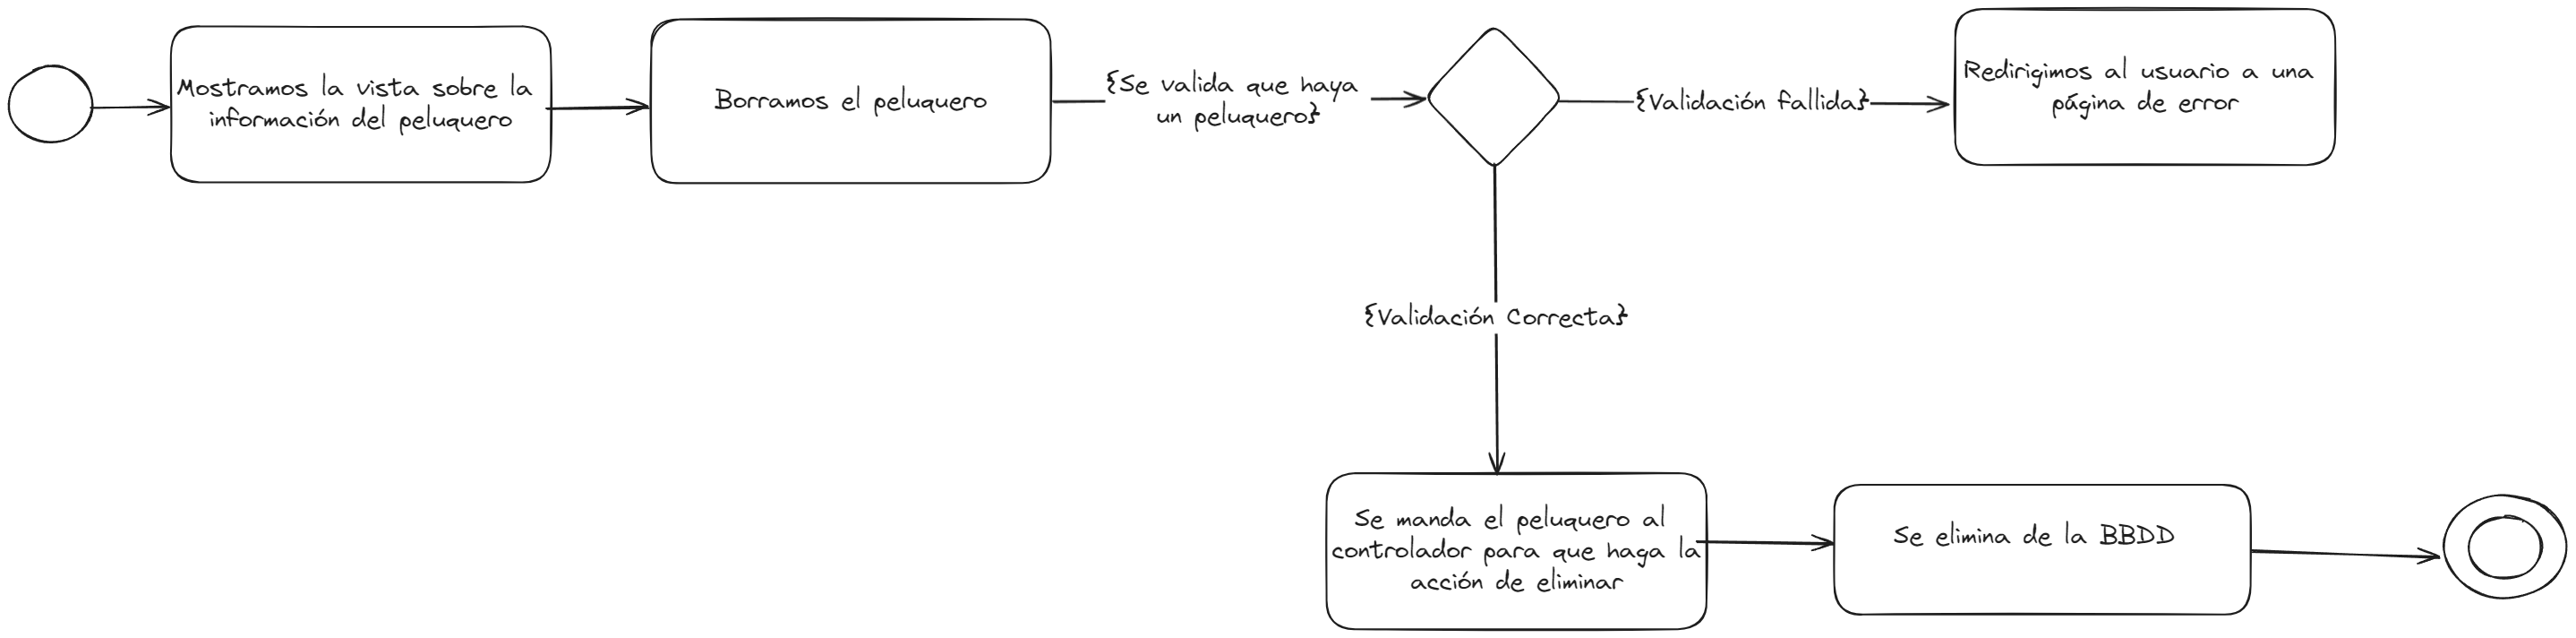 Mostramos la vista sobre la
información del peluquero
Borramos el peluquero
{Se valida que haya
un peluquero}
{Validación fallida}
Redirigimos al usuario a una
página de error
{Validación Correcta}
Se manda el peluquero al
controlador para que haga la
acción de eliminar
Se elimina de la BBDD